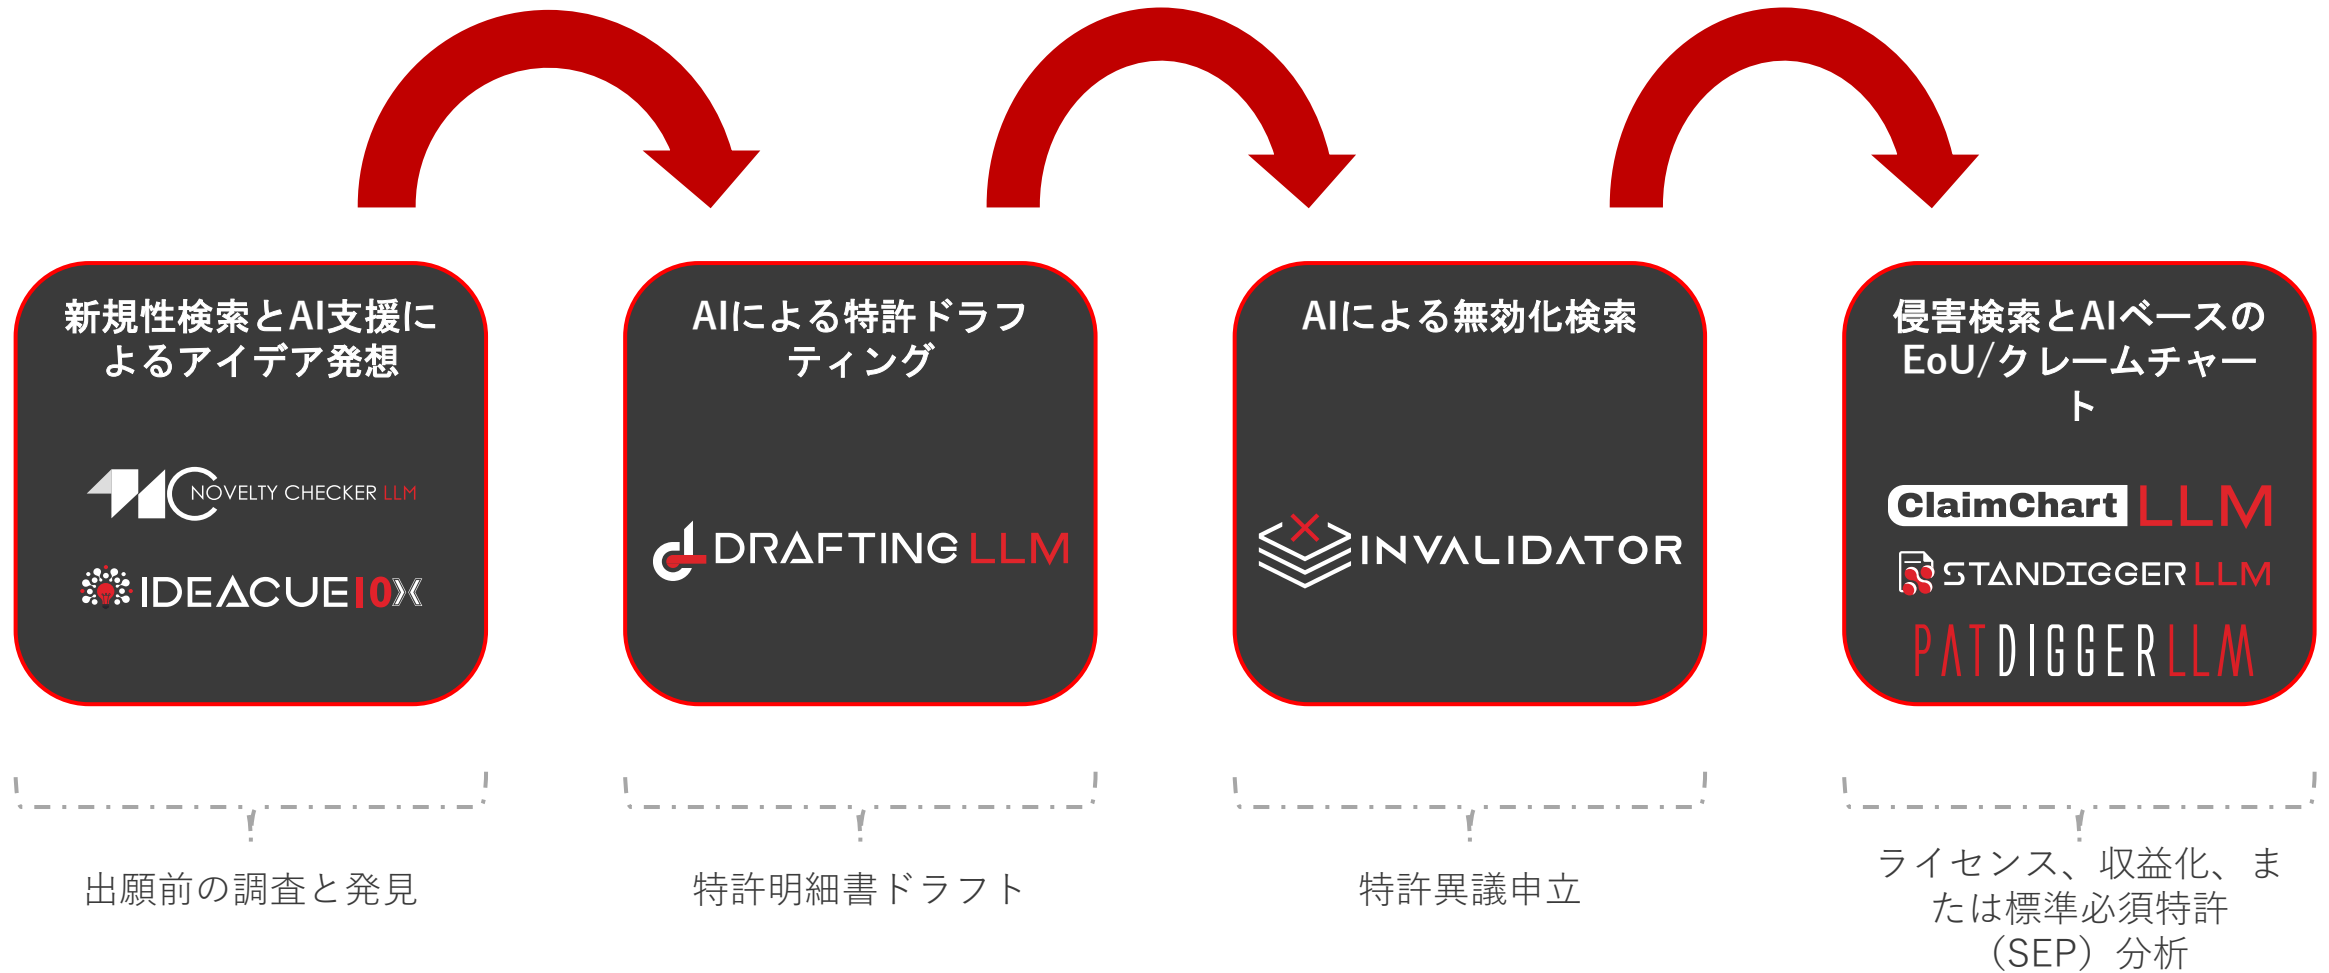 新規性検索とAI支援に
よるアイデア発想
NOVELTY CHECKER LLM
IDEACUE10X
AIによる特許ドラフ
ティング
DRAFTING LLM
AIによる無効化検索
INVALIDATOR
侵害検索とAIベースの
EoU/クレームチャー
ト
ClaimChart LLM
STANDIGGER LLM
PATDIGGERLLM
出願前の調査と発見
特許明細書ドラフト
特許異議申立
ライセンス、収益化、ま
たは標準必須特許
（SEP）分析